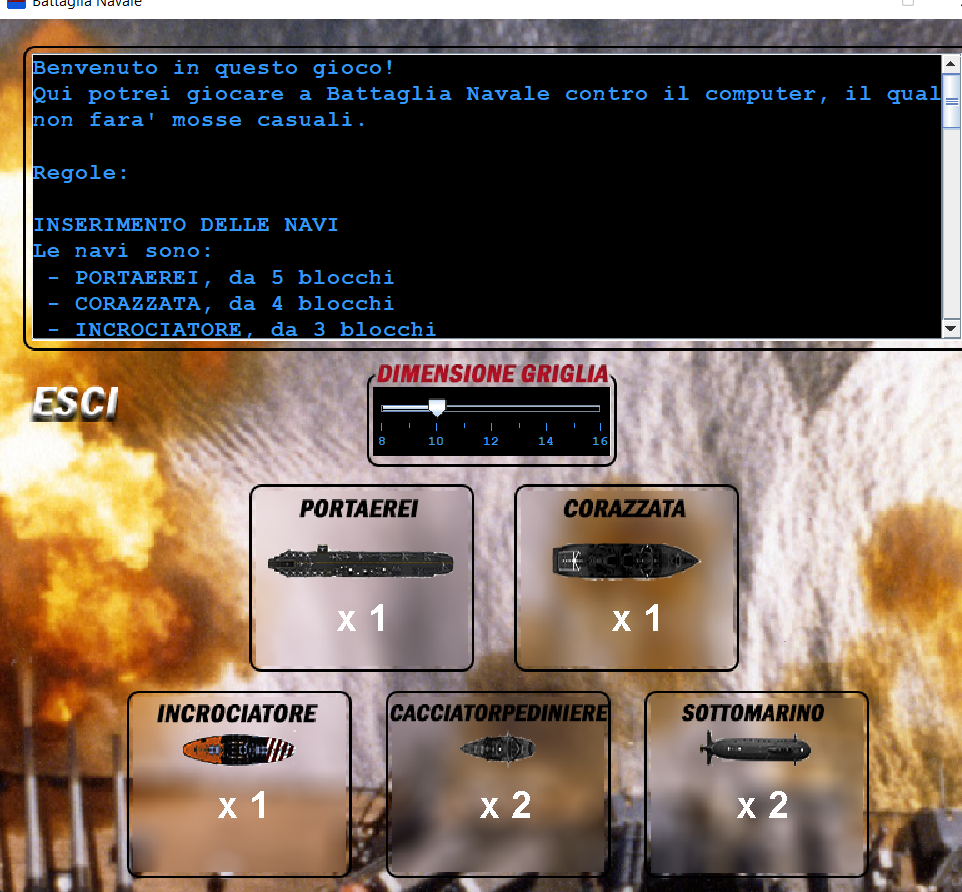 Battaglia Navale
Benvenuto in questo gioco!
Qui potrei giocare a Battaglia Navale contro il computer, il qual
non fara' mosse casuali.
Regole:
INSERIMENTO DELLE NAVI
Le navi sono:
- PORTAEREI, da 5 blocchi
- CORAZZATA, da 4 blocchi
- INCROCIATORE, da 3 blocchi
ESCI
DIMENSIONE GRIGLIA
8 10 12 14 16
PORTAEREI
x 1
CORAZZATA
x 1
INCROCIATORE
x 1
CACCIATORPEDINIERE
x 2
SOTTOMARINO
x 2